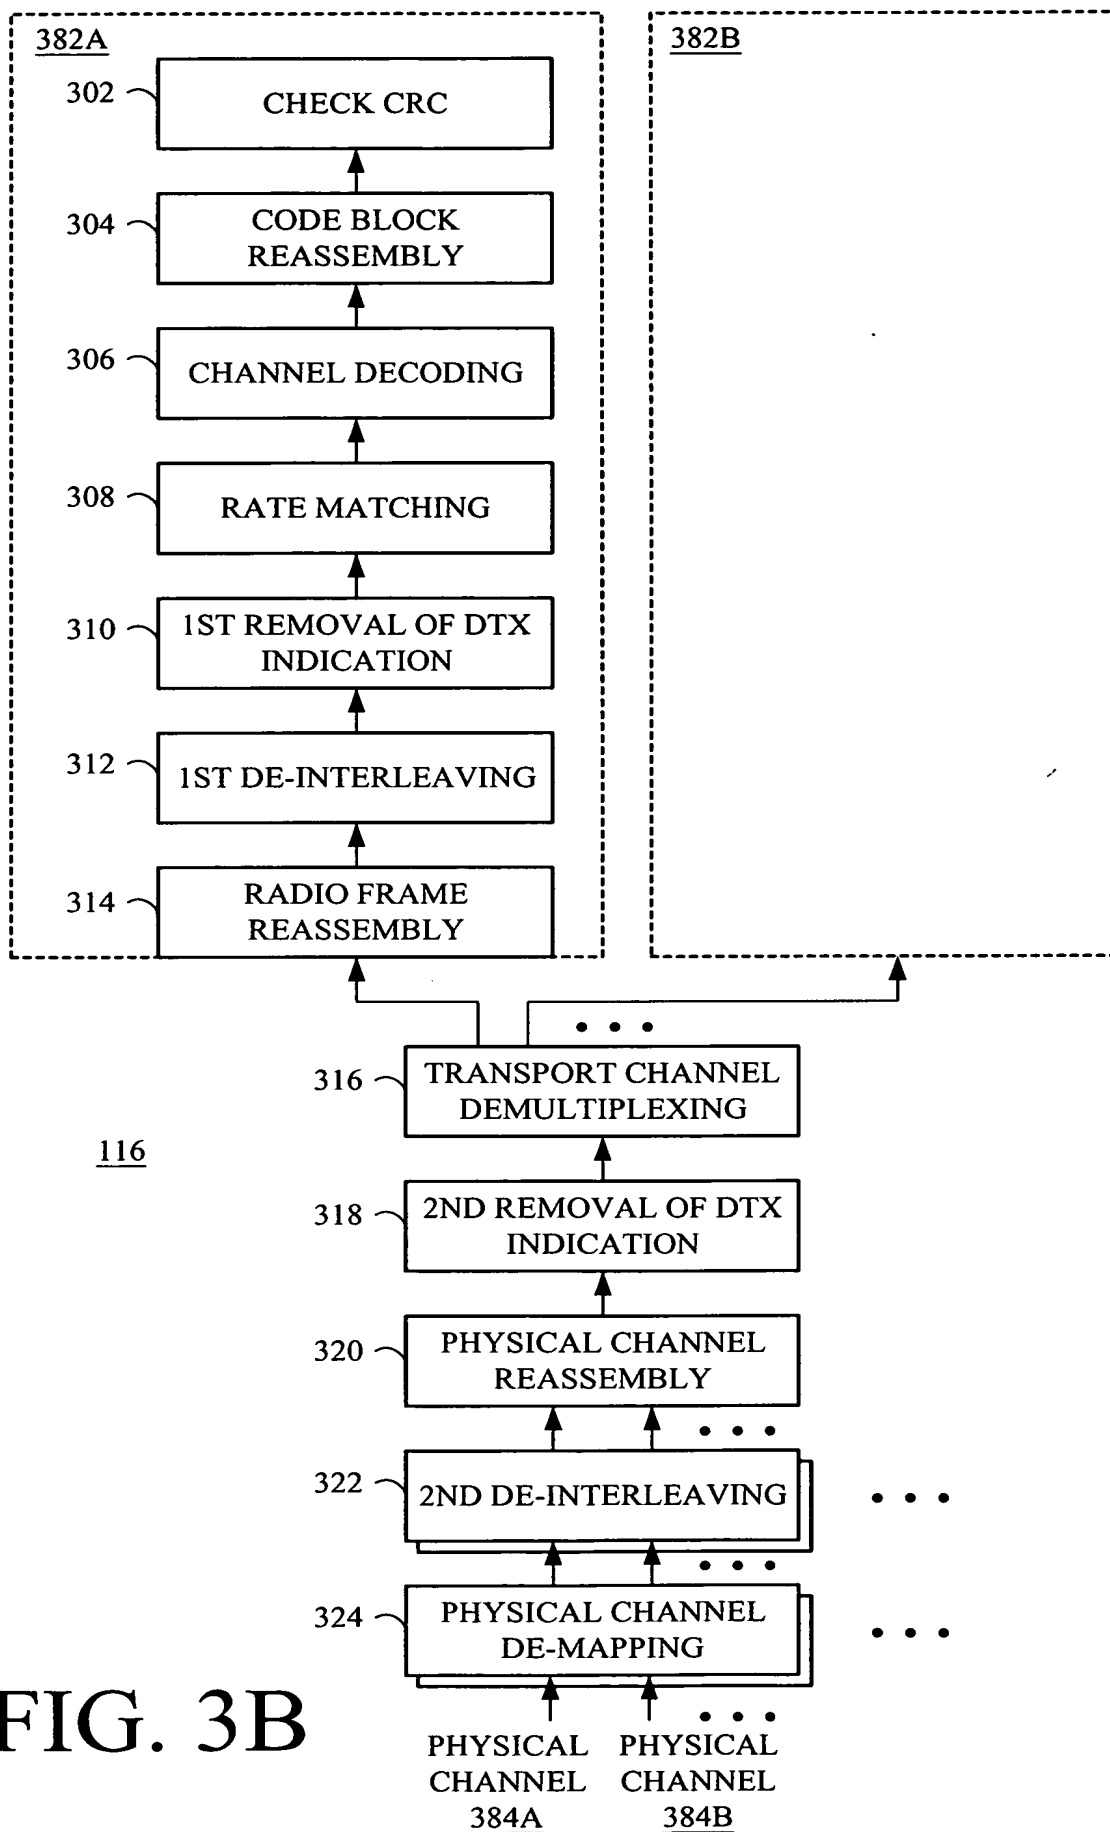 382A
382B
302
CHECK CRC
304
CODE BLOCK
REASSEMBLY
306
CHANNEL DECODING
308
RATE MATCHING
310
1ST REMOVAL OF DTX
INDICATION
312
1ST DE-INTERLEAVING
314
RADIO FRAME
REASSEMBLY
316
TRANSPORT CHANNEL
DEMULTIPLEXING
116
318
2ND REMOVAL OF DTX
INDICATION
320
PHYSICAL CHANNEL
REASSEMBLY
322
2ND DE-INTERLEAVING
324
PHYSICAL CHANNEL
DE-MAPPING
FIG. 3B
PHYSICAL
CHANNEL
384A
PHYSICAL
CHANNEL
384B